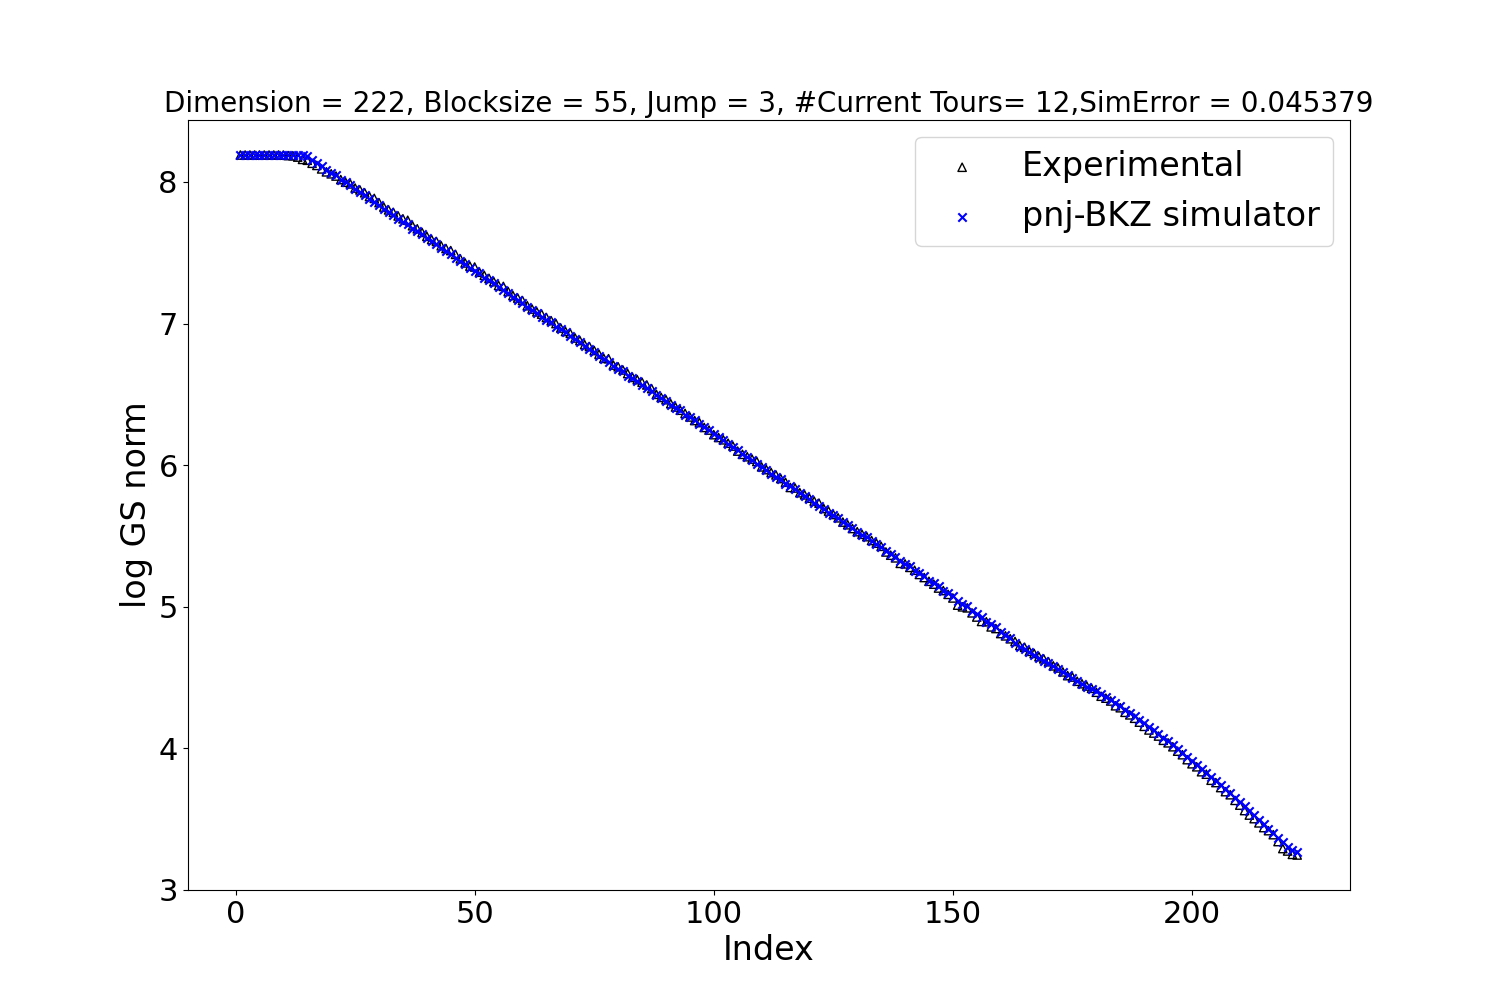 Dimension = 222, Blocksize = 55, Jump = 3, #Current Tours= 12,SimError = 0.045379
Experimental
pnj-BKZ simulator
8
7
6
5
4
3
log GS norm
0 50 100 150 200
Index